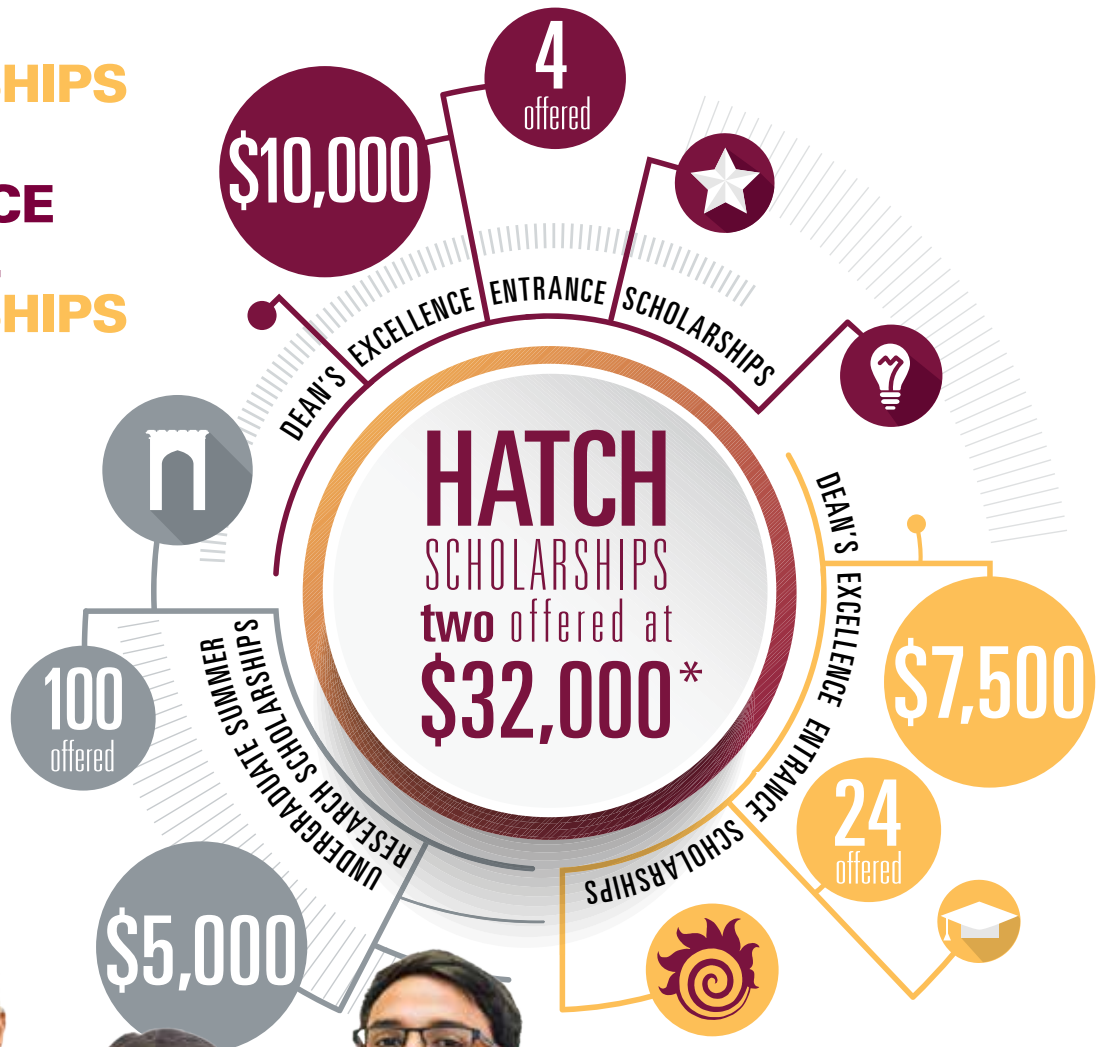 HIPS
CE
HIPS
$10,000
4
offered
DEAN'S EXCELLENCE ENTRANCE SCHOLARSHIPS
HATCH
SCHOLARSHIPS
two offered at
$32,000*
DEAN'S EXCELLENCE ENTRANCE SCHOLARSHIPS
$7,500
24
offered
100
offered
UNDERGRADUATE SUMMER
RESEARCH SCHOLARSHIPS
$5,000